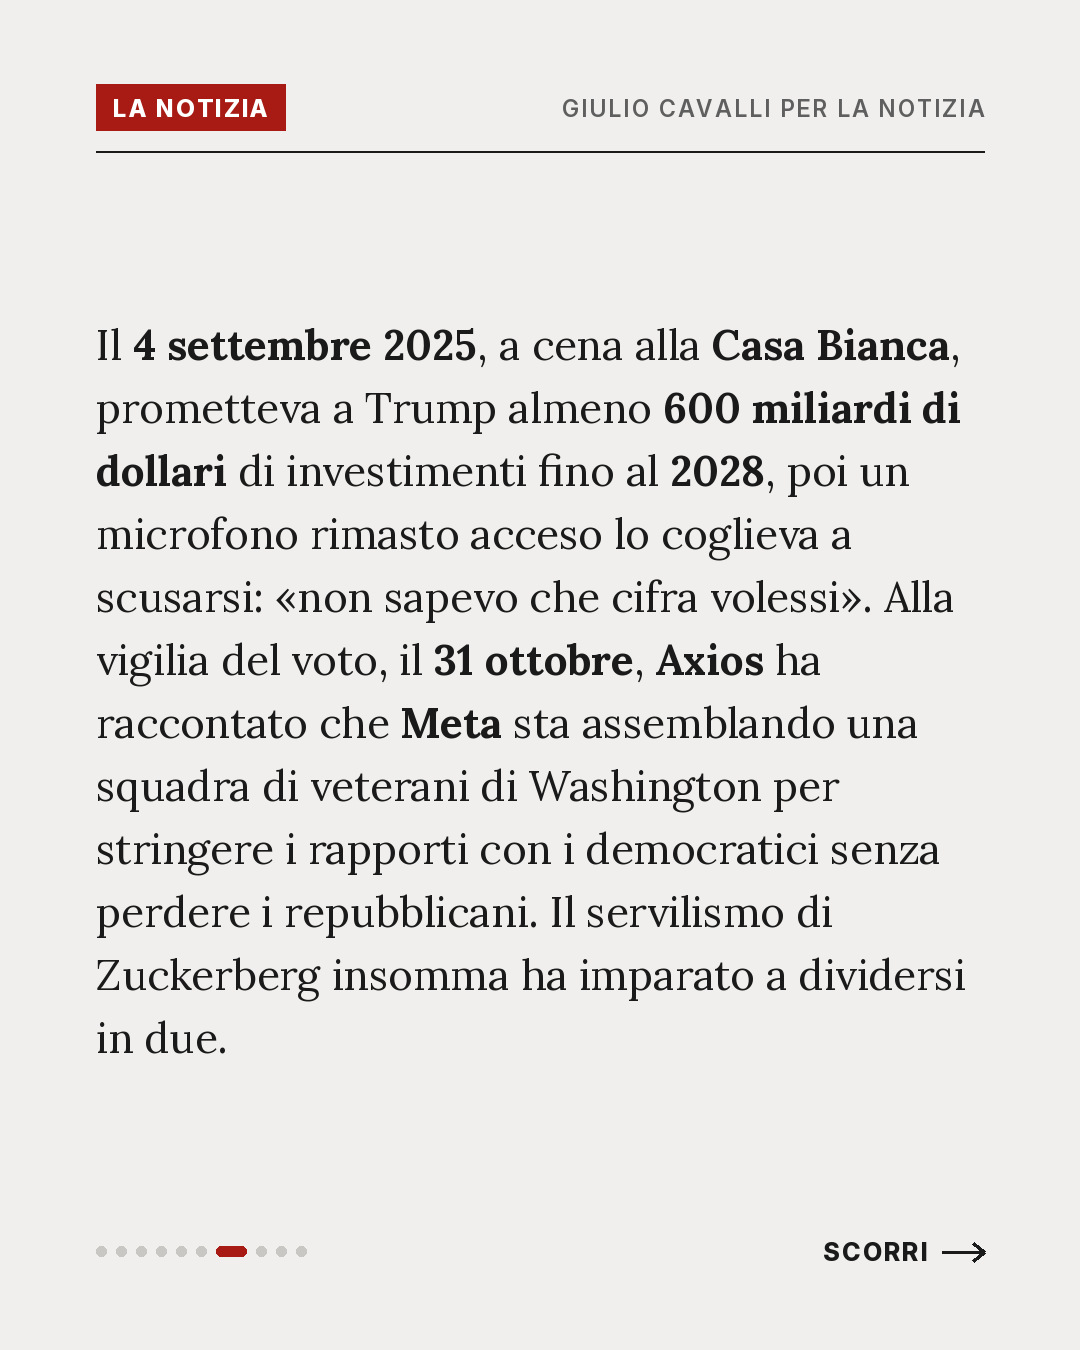 LA NOTIZIA
GIULIO CAVALLI PER LA NOTIZIA
Il 4 settembre 2025, a cena alla Casa Bianca,
prometteva a Trump almeno 600 miliardi di
dollari di investimenti fino al 2028, poi un
microfono rimasto acceso lo coglieva a
scusarsi: «non sapevo che cifra volessi». Alla
vigilia del voto, il 31 ottobre, Axios ha
raccontato che Meta sta assemblando una
squadra di veterani di Washington per
stringere i rapporti con i democratici senza
perdere i repubblicani. Il servilismo di
Zuckerberg insomma ha imparato a dividersi
in due.
SCORRI